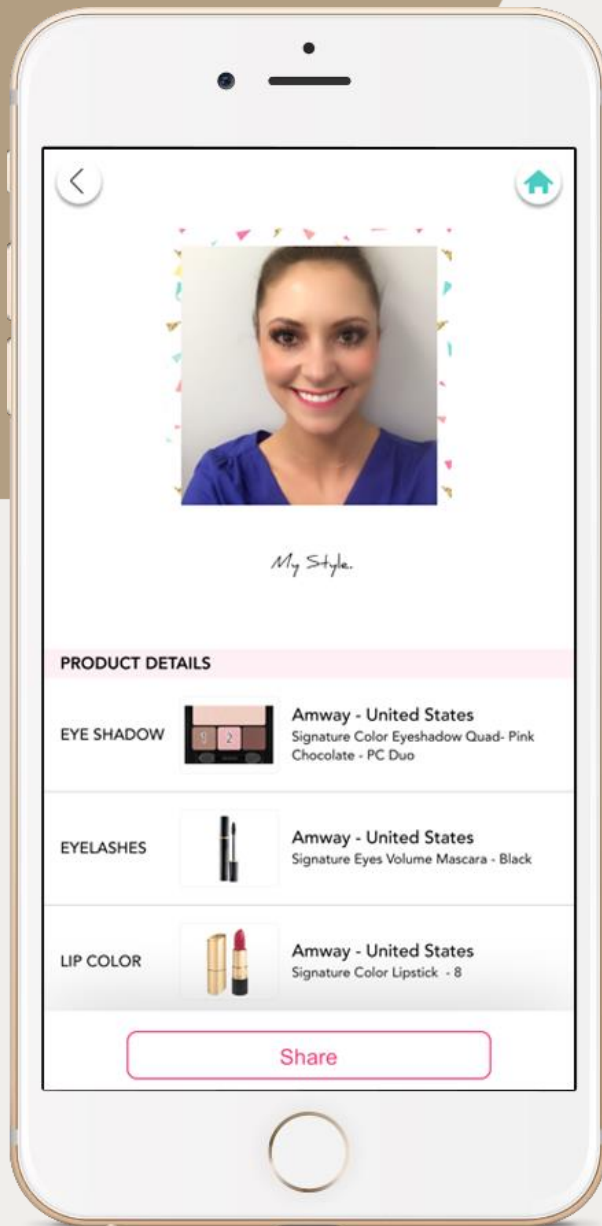 My Style.
PRODUCT DETAILS
EYE SHADOW
Amway - United States
Signature Color Eyeshadow Quad- Pink
Chocolate - PC Duo
EYELASHES
Amway - United States
Signature Eyes Volume Mascara - Black
LIP COLOR
Amway - United States
Signature Color Lipstick - 8
Share